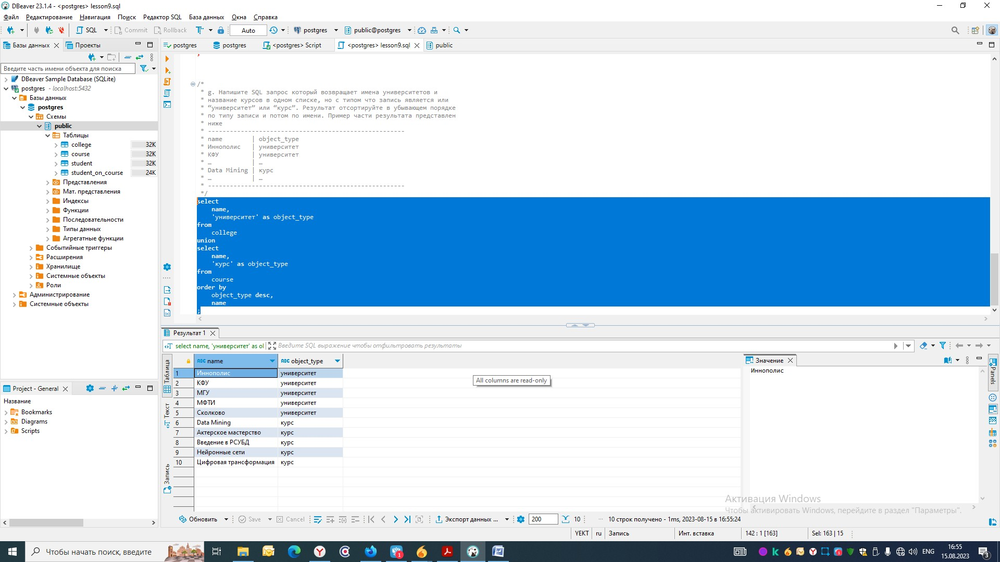 DBeaver 23.1.4 - <postgres> lesson9.sql
Файл Редактирование Навигация Поиск Редактор SQL База данных Окна Справка
SQL Commit Rollback Auto postgres public@postgres
Базы данных Проекты
postgres postgres <postgres> Script <postgres> lesson9.sql public
Введите часть имени объекта для поиска
DBeaver Sample Database (SQLite)
postgres - localhost:5432
Базы данных
postgres
Схемы
public
Таблицы
college 32K
course 32K
student 32K
student_on_course 24K
Представления
Мат. представления
Индексы
Функции
Последовательности
Типы данных
Агрегатные функции
Событийные триггеры
Расширения
Хранилище
Системные объекты
Роли
Администрирование
Системные объекты
Project - General
Название
Bookmarks
Diagrams
Scripts
;
/*
* g. Напишите SQL запрос который возвращает имена университетов и
* название курсов в одном списке, но с типом что запись является или
* “университет” или “курс”. Результат отсортируйте в убывающем порядке
* по типу записи и потом по имени. Пример части результата представлен
* ниже
* ------------------------------------------------------
* name | object_type
* Иннополис | университет
* КФУ | университет
* … | …
* Data Mining | курс
* … | …
* ------------------------------------------------------
*/
select
name,
'университет' as object_type
from
college
union
select
name,
'курс' as object_type
from
course
order by
object_type desc,
name
;
Результат 1
select name, 'университет' as ol Введите SQL выражение чтобы отфильтровать результаты
Таблица
Текст
Запись
name object_type
1 Иннополис университет
2 КФУ университет
3 МГУ университет
4 МФТИ университет
5 Сколково университет
6 Data Mining курс
7 Актерское мастерство курс
8 Введение в РСУБД курс
9 Нейронные сети курс
10 Цифровая трансформация курс
All columns are read-only
Значение
Иннополис
Panels
Активация Windows
Чтобы активировать Windows, перейдите в раздел "Параметры".
Обновить Save Cancel Экспорт данных ... 200 10 ... 10 строк получено - 1ms, 2023-08-15 в 16:55:24
YEKT ru Запись Инт. вставка 142 : 1 [163] Sel: 163 | 15
Чтобы начать поиск, введите
ENG
16:55
15.08.2023
3